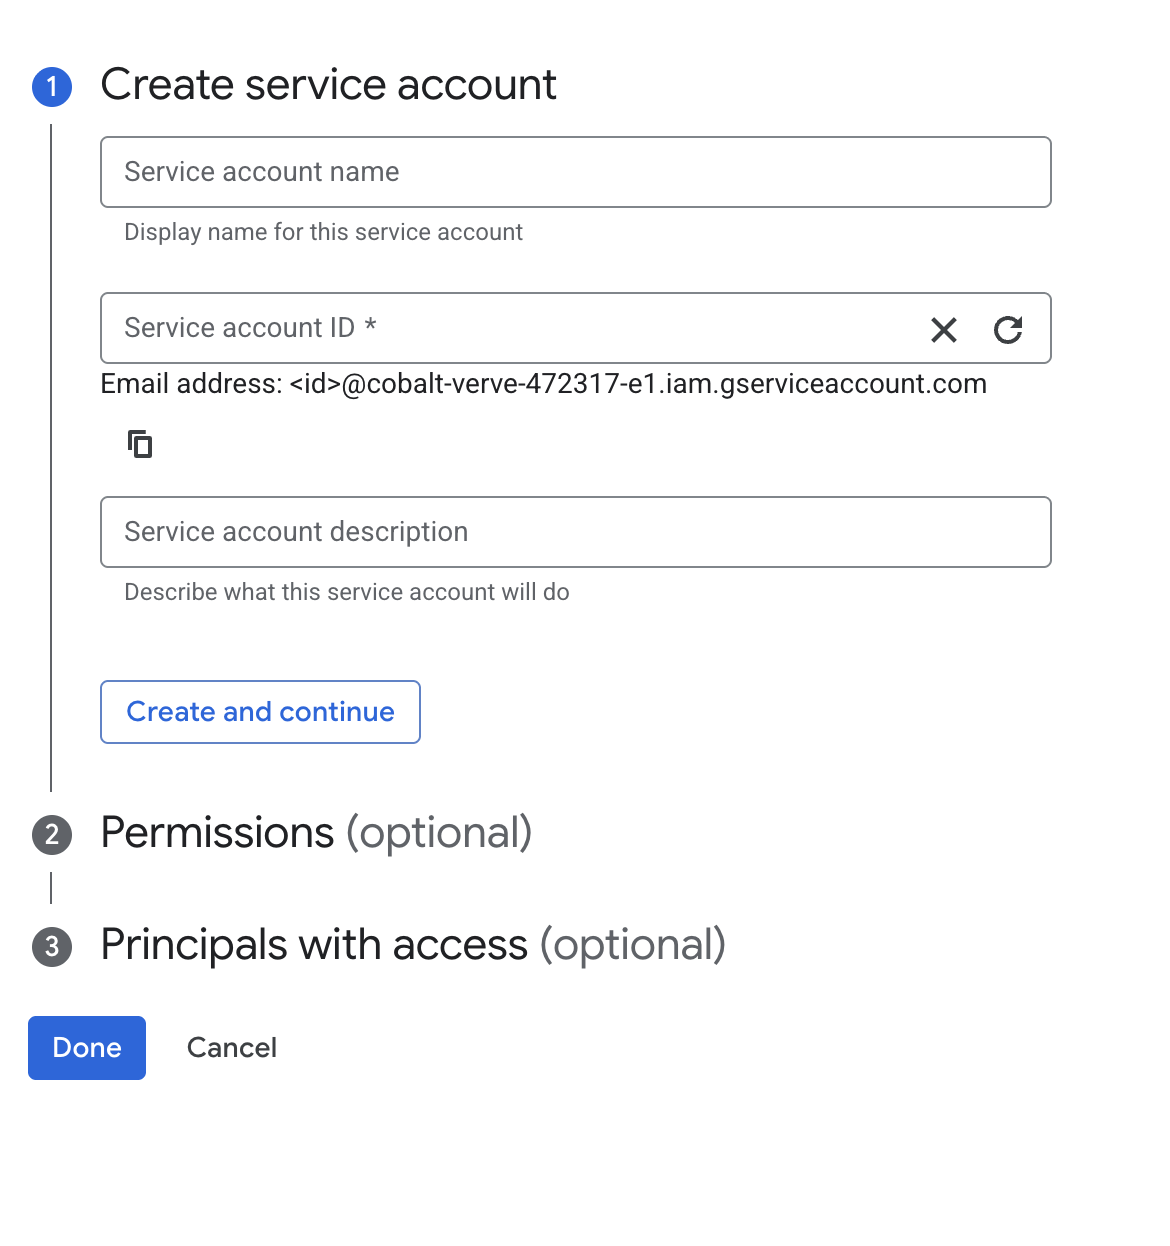 1 Create service account
Service account name
Display name for this service account
Service account ID *
Email address: <id>@cobalt-verve-472317-e1.iam.gserviceaccount.com
Service account description
Describe what this service account will do
Create and continue
2 Permissions (optional)
3 Principals with access (optional)
Done Cancel